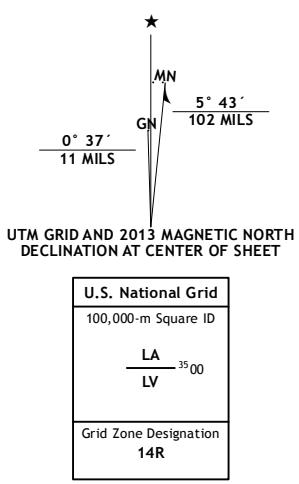 ★
MN
GN
5° 43´
102 MILS
0° 37´
11 MILS
UTM GRID AND 2013 MAGNETIC NORTH
DECLINATION AT CENTER OF SHEET
U.S. National Grid
100,000-m Square ID
LA
LV
³⁵00
Grid Zone Designation
14R